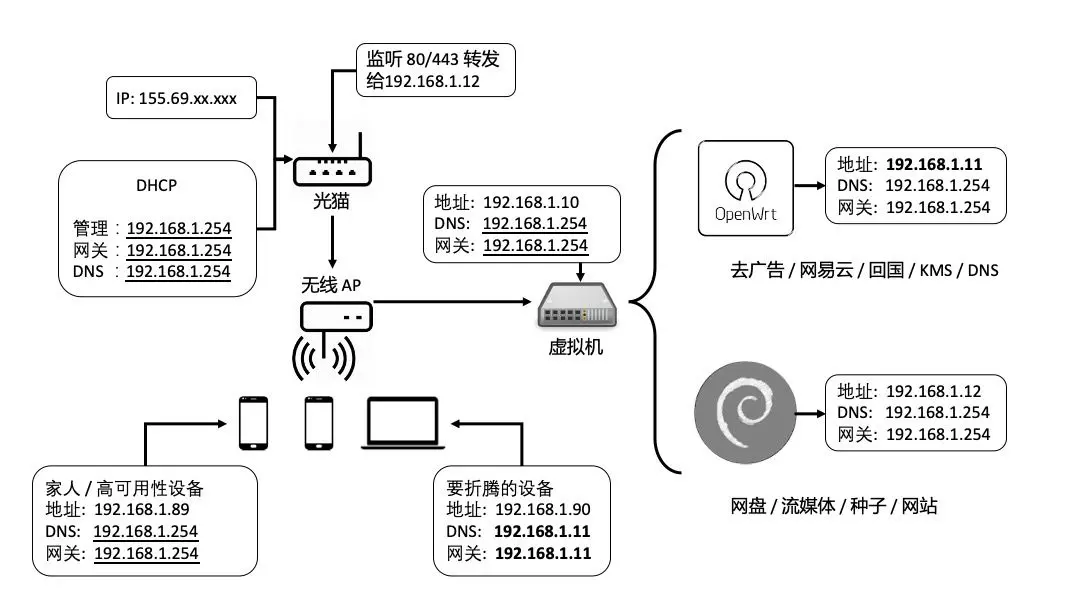 监听 80/443 转发
给192.168.1.12
IP: 155.69.xx.xxx
DHCP
管理：192.168.1.254
网关：192.168.1.254
DNS ：192.168.1.254
光猫
无线 AP
地址: 192.168.1.10
DNS: 192.168.1.254
网关: 192.168.1.254
虚拟机
OpenWrt
地址: 192.168.1.11
DNS: 192.168.1.254
网关: 192.168.1.254
去广告 / 网易云 / 回国 / KMS / DNS
地址: 192.168.1.12
DNS: 192.168.1.254
网关: 192.168.1.254
网盘 / 流媒体 / 种子 / 网站
家人 / 高可用性设备
地址: 192.168.1.89
DNS: 192.168.1.254
网关: 192.168.1.254
要折腾的设备
地址: 192.168.1.90
DNS: 192.168.1.11
网关: 192.168.1.11